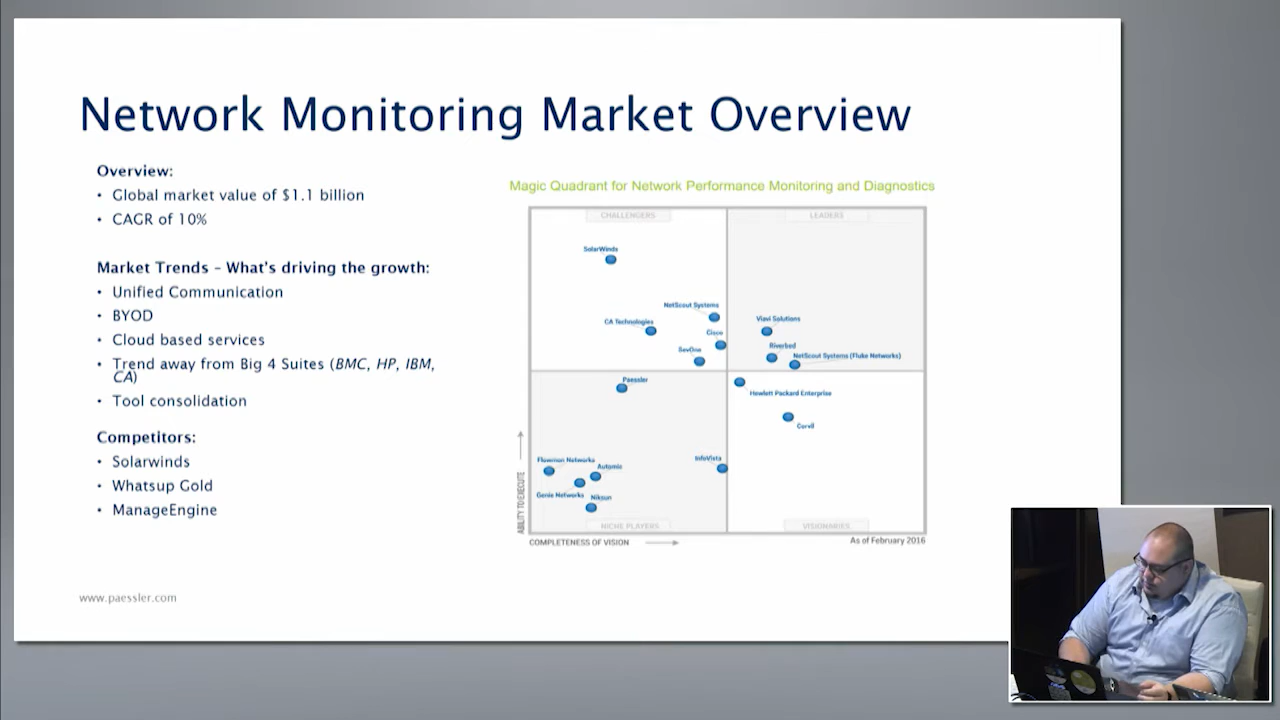 Network Monitoring Market Overview
Overview:
• Global market value of $1.1 billion
• CAGR of 10%
Market Trends – What's driving the growth:
• Unified Communication
• BYOD
• Cloud based services
• Trend away from Big 4 Suites (BMC, HP, IBM,
CA)
• Tool consolidation
Competitors:
• Solarwinds
• Whatsup Gold
• ManageEngine
www.paessler.com
Magic Quadrant for Network Performance Monitoring and Diagnostics
CHALLENGERS
LEADERS
SolarWinds
NetScout Systems
CA Technologies
Cisco
SevOne
Viavi Solutions
Riverbed
NetScout Systems (Fluke Networks)
Paessler
Hewlett Packard Enterprise
Corvil
InfoVista
Flowmon Networks
Automic
Genie Networks
Niksun
NICHE PLAYERS
VISIONARIES
ABILITY TO EXECUTE
COMPLETENESS OF VISION
As of February 2016